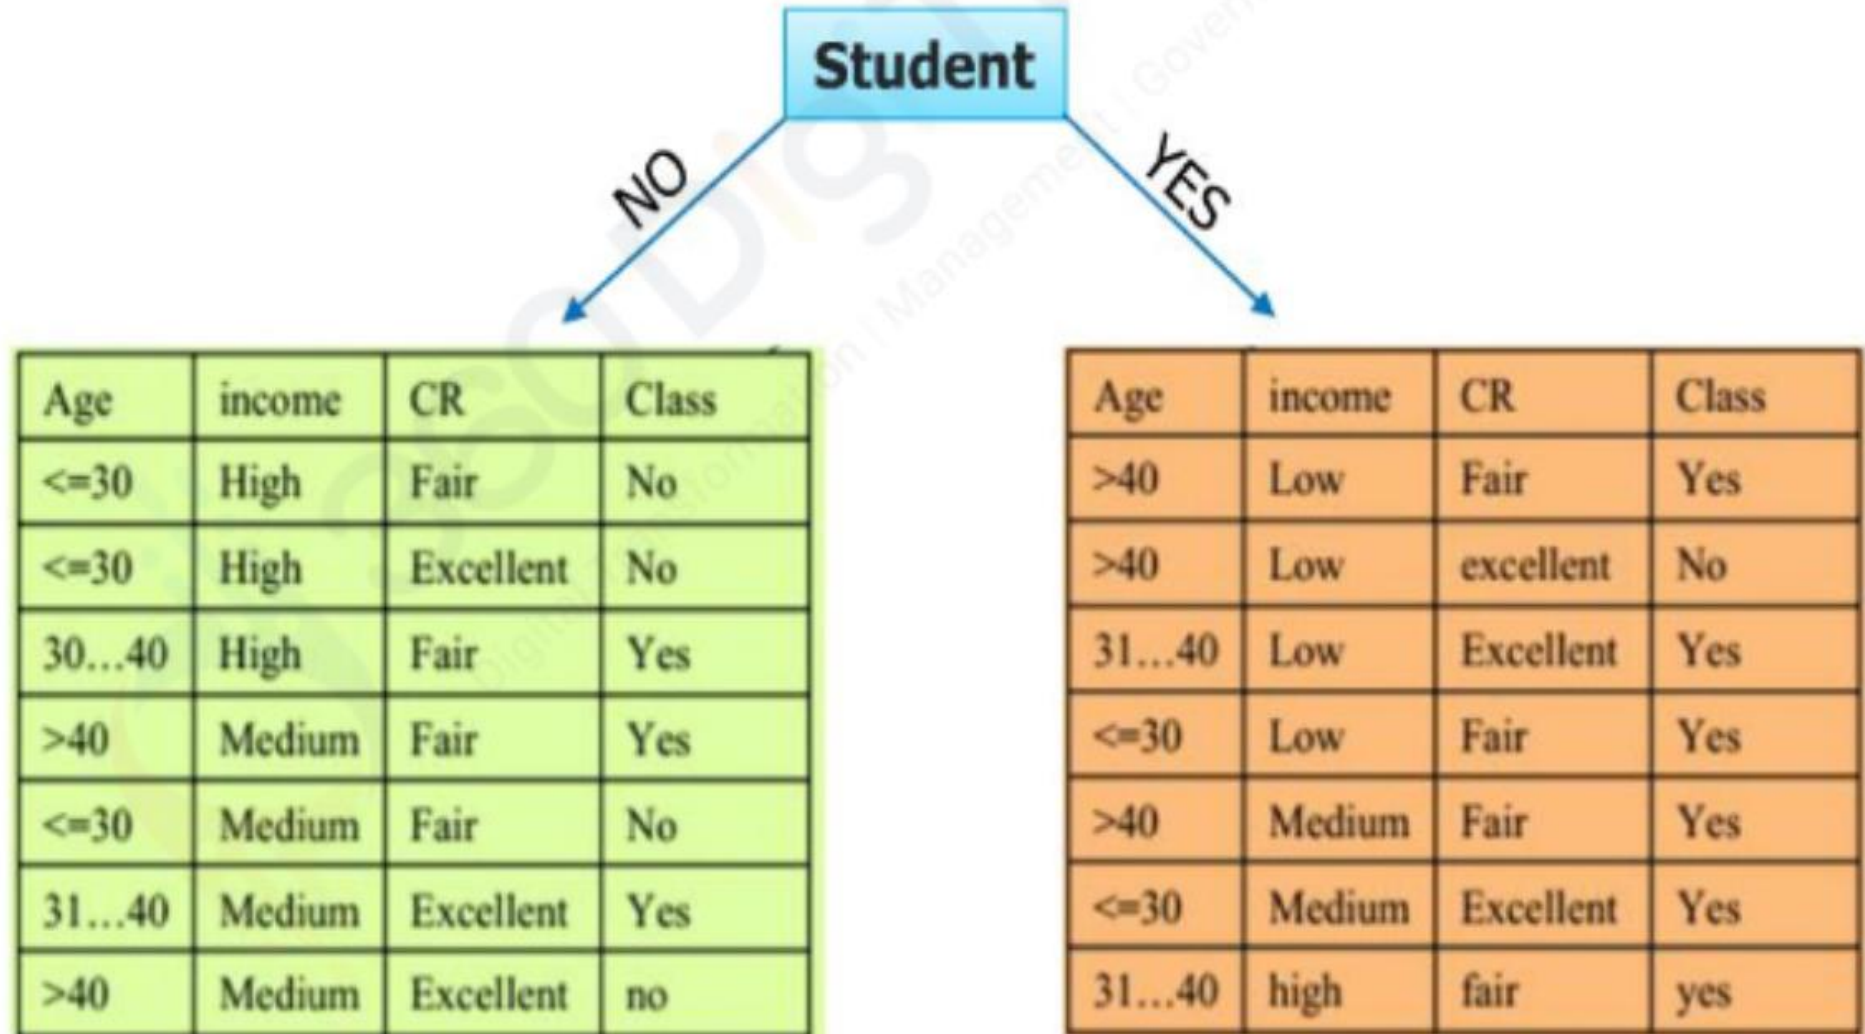 Student
NO
YES
Age income CR Class
<=30 High Fair No
<=30 High Excellent No
30...40 High Fair Yes
>40 Medium Fair Yes
<=30 Medium Fair No
31...40 Medium Excellent Yes
>40 Medium Excellent no
Age income CR Class
>40 Low Fair Yes
>40 Low excellent No
31...40 Low Excellent Yes
<=30 Low Fair Yes
>40 Medium Fair Yes
<=30 Medium Excellent Yes
31...40 high fair yes